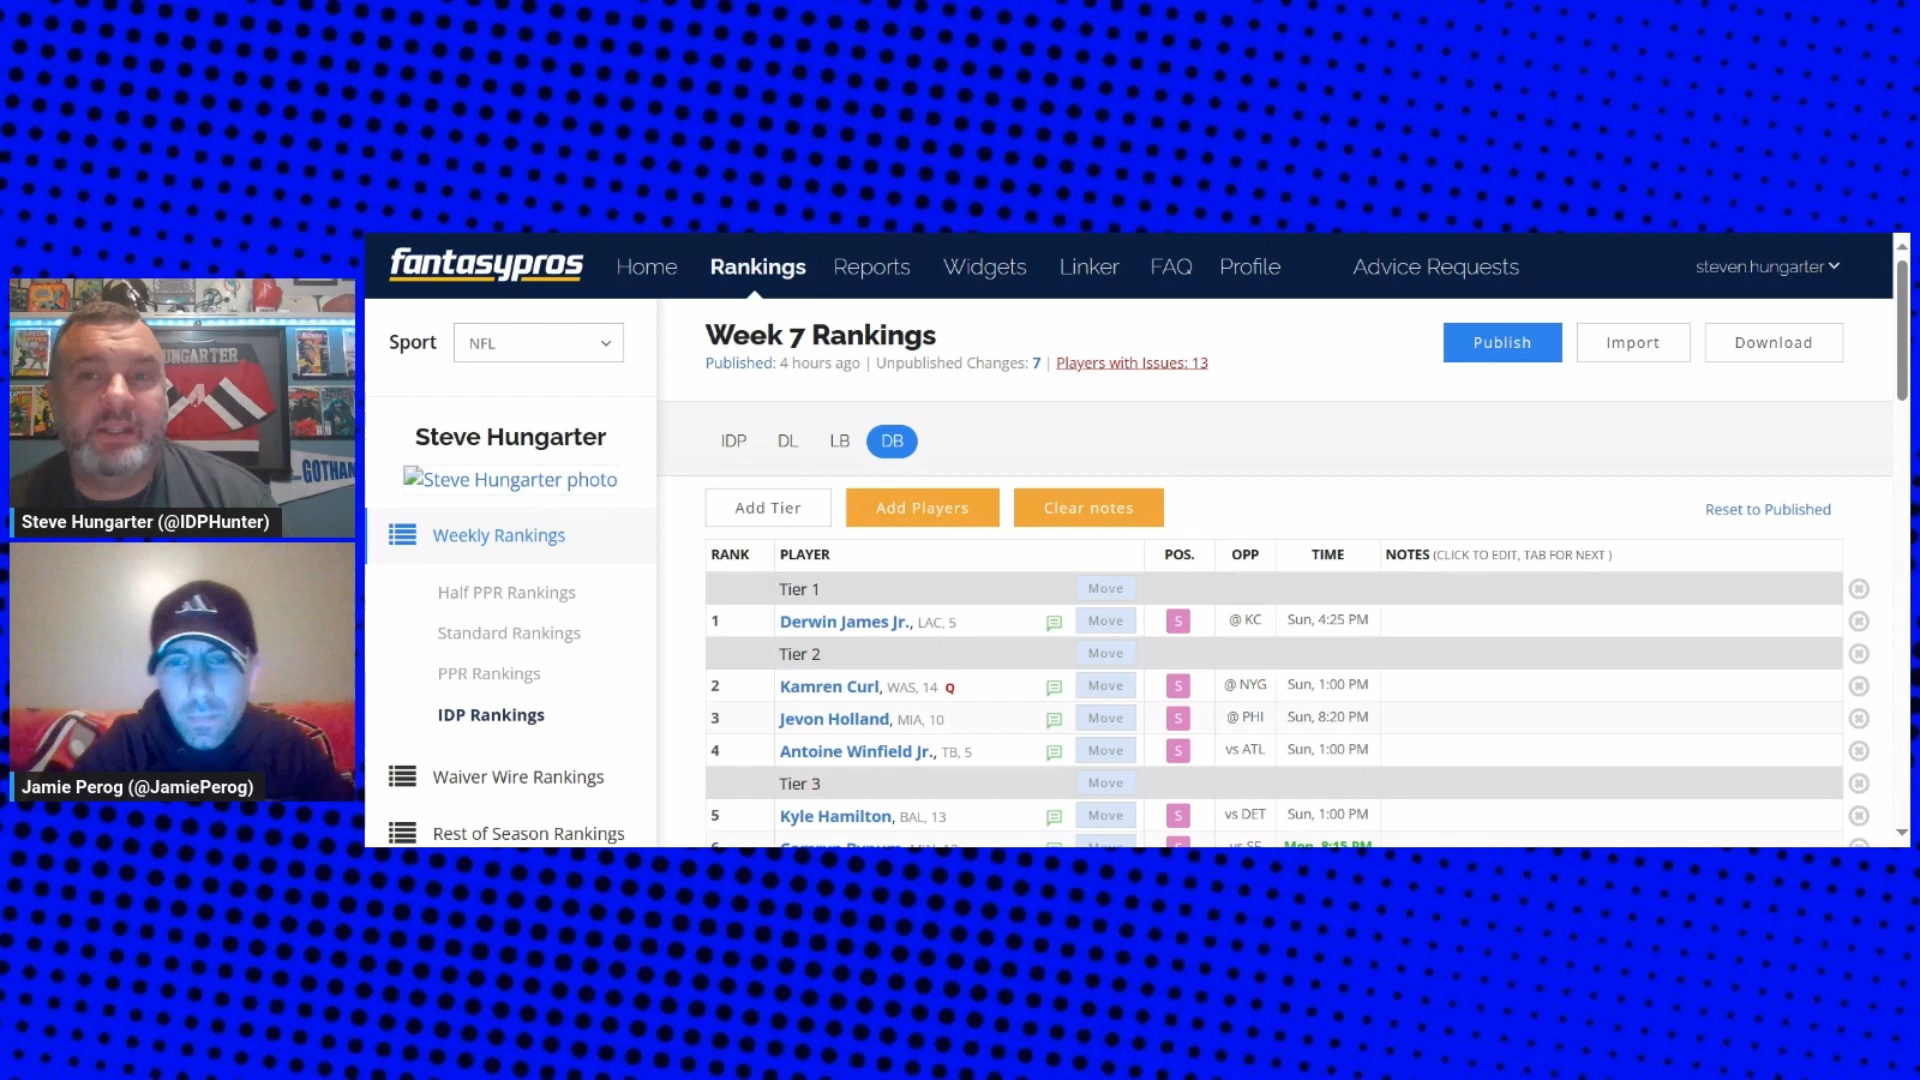 fantasypros
Home Rankings Reports Widgets Linker FAQ Profile Advice Requests steven hungarter
Sport NFL
Week 7 Rankings
Published: 4 hours ago | Unpublished Changes: 7 | Players with Issues: 13
Publish Import Download
Steve Hungarter
Steve Hungarter photo
IDP DL LB DB
Add Tier Add Players Clear notes Reset to Published
Weekly Rankings
Half PPR Rankings
Standard Rankings
PPR Rankings
IDP Rankings
Waiver Wire Rankings
Rest of Season Rankings
RANK PLAYER POS. OPP TIME NOTES (CLICK TO EDIT, TAB FOR NEXT )
Tier 1 Move
1 Derwin James Jr., LAC, 5 Move S @ KC Sun, 4:25 PM
Tier 2 Move
2 Kamren Curl, WAS, 14 Q Move S @ NYG Sun, 1:00 PM
3 Jevon Holland, MIA, 10 Move S @ PHI Sun, 8:20 PM
4 Antoine Winfield Jr., TB, 5 Move S vs ATL Sun, 1:00 PM
Tier 3 Move
5 Kyle Hamilton, BAL, 13 Move S vs DET Sun, 1:00 PM
UNGARTER
GOTHAM
Steve Hungarter (@IDPHunter)
Jamie Perog (@JamiePerog)